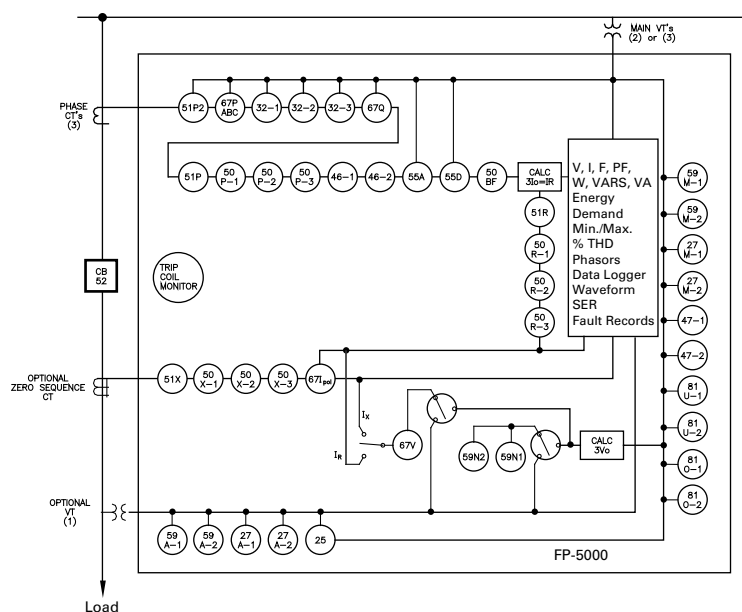 MAIN VT's
(2) or (3)
PHASE
CT's
(3)
51P2
67P
ABC
32-1
32-2
32-3
67Q
51P
50
P-1
50
P-2
50
P-3
46-1
46-2
55A
55D
50
BF
CALC
3Io=IR
V, I, F, PF,
W, VARS, VA
Energy
Demand
Min./Max.
% THD
Phasors
Data Logger
Waveform
SER
Fault Records
59
M-1
59
M-2
27
M-1
27
M-2
47-1
47-2
81
U-1
81
U-2
81
O-1
81
O-2
51R
50
R-1
50
R-2
50
R-3
CB
52
TRIP
COIL
MONITOR
OPTIONAL
ZERO SEQUENCE
CT
51X
50
X-1
50
X-2
50
X-3
67Ipol
IX
IR
67V
59N2
59N1
CALC
3Vo
OPTIONAL
VT
(1)
59
A-1
59
A-2
27
A-1
27
A-2
25
FP-5000
Load